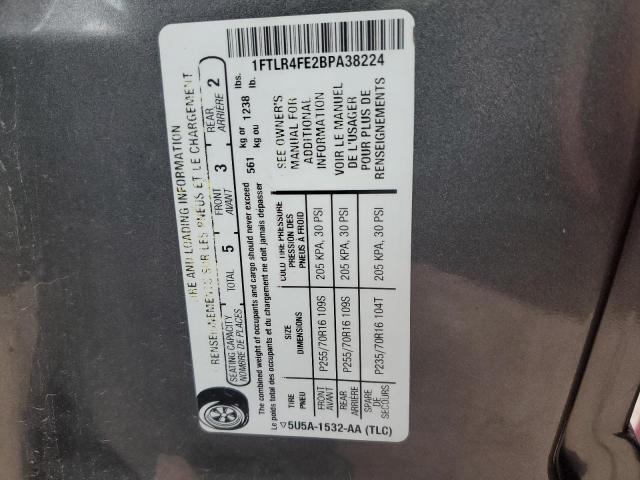 TIRE AND LOADING INFORMATION
RENSEIGNEMENTS SUR LES PNEUS ET LE CHARGEMENT
SEATING CAPACITY
NOMBRE DE PLACES
TOTAL 5
FRONT
AVANT 3
REAR
ARRIÈRE 2
The combined weight of occupants and cargo should never exceed 561 kg or 1238 lbs.
Le poids total des occupants et du chargement ne doit jamais dépasser kg ou lb.
TIRE
PNEU
SIZE
DIMENSIONS
COLD TIRE PRESSURE
PRESSION DES
PNEUS À FROID
FRONT
AVANT
P255/70R16 109S
205 KPA, 30 PSI
REAR
ARRIÈRE
P255/70R16 109S
205 KPA, 30 PSI
SPARE
DE
SECOURS
P235/70R16 104T
205 KPA, 30 PSI
SEE OWNER'S
MANUAL FOR
ADDITIONAL
INFORMATION
VOIR LE MANUEL
DE L'USAGER
POUR PLUS DE
RENSEIGNEMENTS
5U5A-1532-AA (TLC)
1FTLR4FE2BPA38224